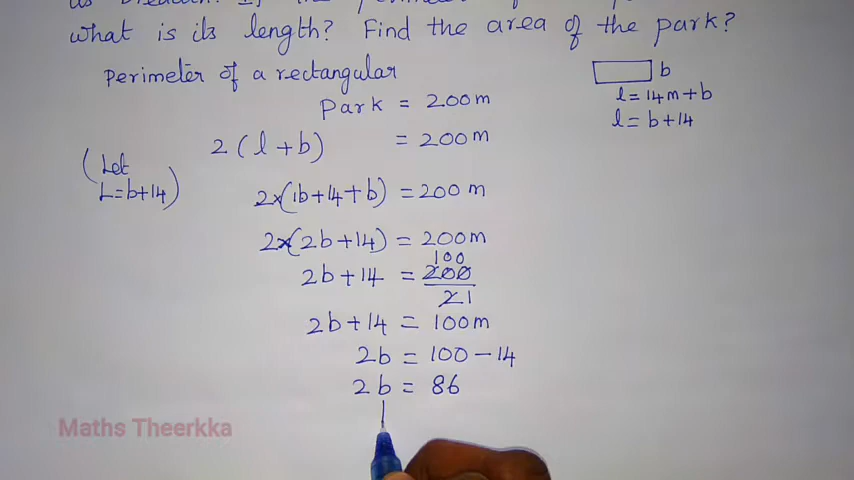 what is its length? Find the area of the park?
Perimeter of a rectangular
Park = 200m
b
l = 14m + b
l = b + 14
2 ( l + b ) = 200m
( Let
L = b + 14 )
2 × ( 1b + 14 + b ) = 200 m
2 × ( 2b + 14 ) = 200m
100
2b + 14 = 200
21
2b + 14 = 100m
2b = 100 - 14
2b = 86
Maths Theerkka